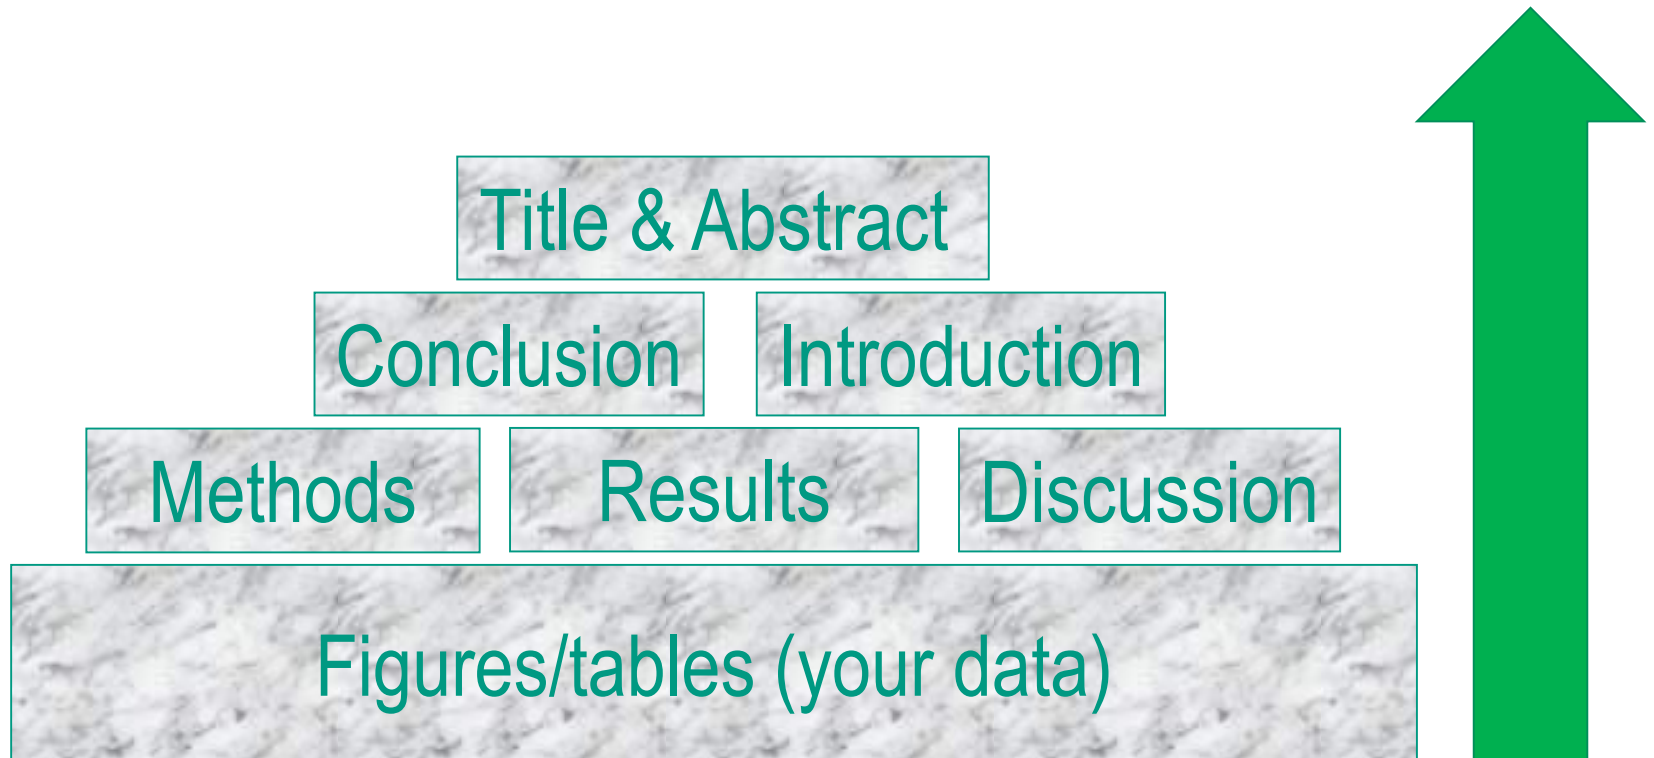 Title & Abstract
Conclusion Introduction
Methods Results Discussion
Figures/tables (your data)